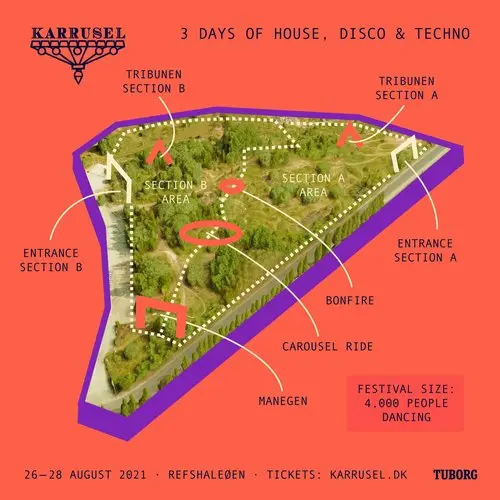 KARRUSEL
3 DAYS OF HOUSE, DISCO & TECHNO
TRIBUNEN
SECTION B
TRIBUNEN
SECTION A
SECTION B
AREA
SECTION A
AREA
ENTRANCE
SECTION B
ENTRANCE
SECTION A
BONFIRE
CAROUSEL RIDE
MANEGEN
FESTIVAL SIZE:
4,000 PEOPLE
DANCING
26—28 AUGUST 2021 · REFSHALEØEN · TICKETS: KARRUSEL.DK
TUBORG